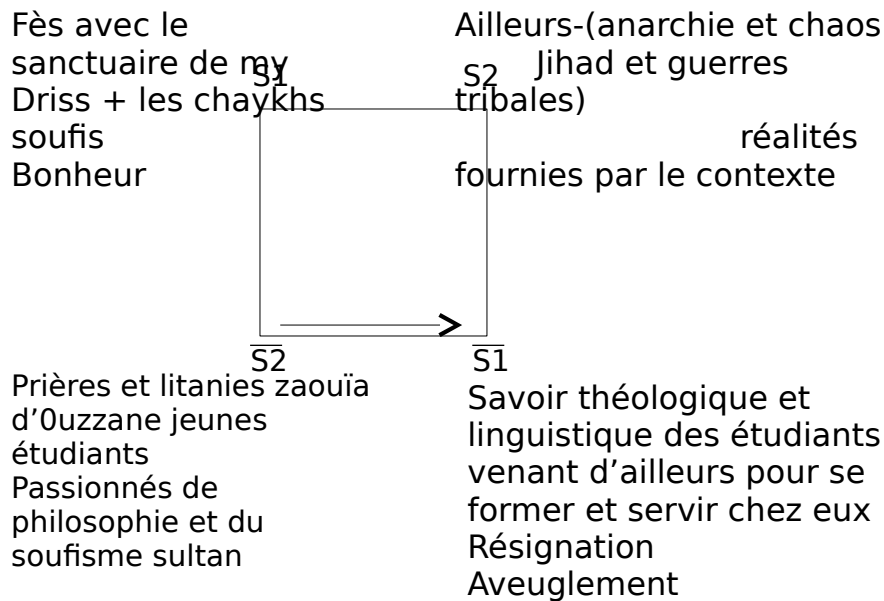 Fès avec le
sanctuaire de my
Driss + les chaykhs
soufis
Bonheur
S1
S2
Ailleurs-(anarchie et chaos
Jihad et guerres
tribales)
réalités
fournies par le contexte
S2
S1
Prières et litanies zaouïa
d’0uzzane jeunes
étudiants
Passionnés de
philosophie et du
soufisme sultan
Savoir théologique et
linguistique des étudiants
venant d’ailleurs pour se
former et servir chez eux
Résignation
Aveuglement